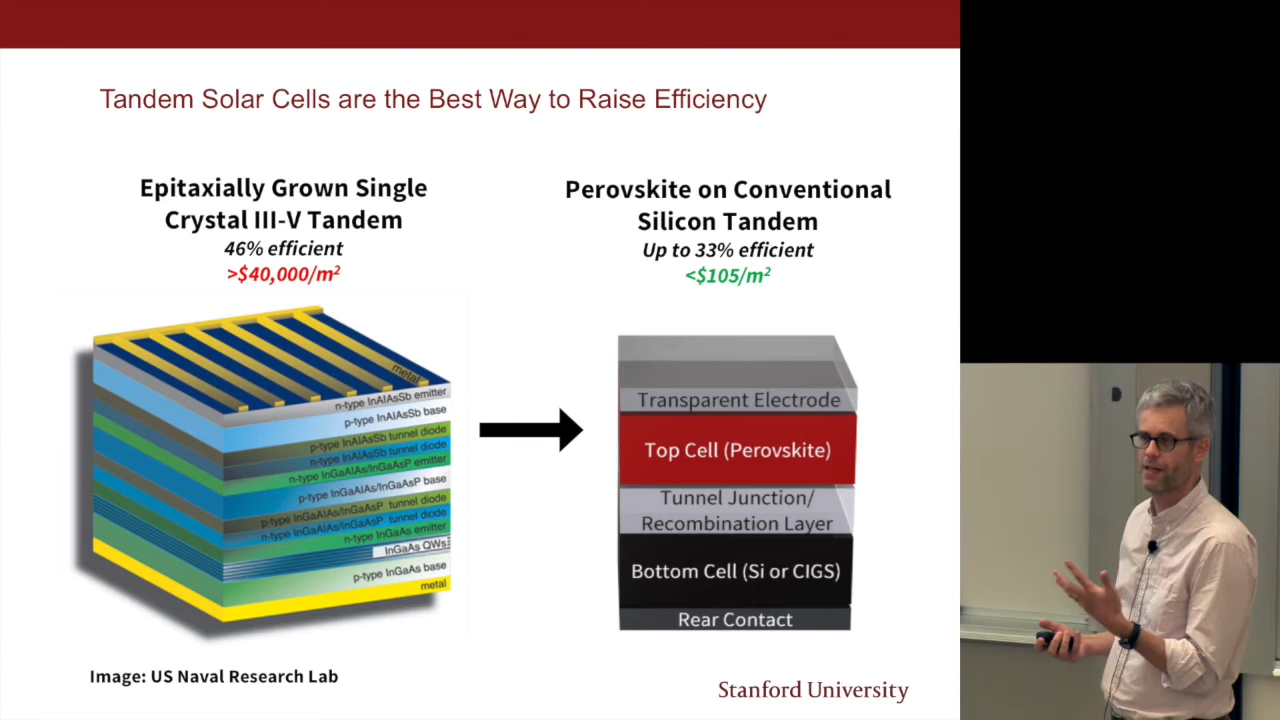 Tandem Solar Cells are the Best Way to Raise Efficiency
Epitaxially Grown Single
Crystal III-V Tandem
46% efficient
>$40,000/m²
metal
n-type InAlAsSb emitter
p-type InAlAsSb base
p-type InAlAsSb tunnel diode
n-type InAlAsSb tunnel diode
n-type InGaAlAs/InGaAsP emitter
p-type InGaAlAs/InGaAsP base
p-type InGaAlAs/InGaAsP tunnel diode
n-type InGaAlAs/InGaAsP tunnel diode
n-type InGaAs emitter
InGaAs QWs
p-type InGaAs base
metal
Image: US Naval Research Lab
Perovskite on Conventional
Silicon Tandem
Up to 33% efficient
<$105/m²
Transparent Electrode
Top Cell (Perovskite)
Tunnel Junction/
Recombination Layer
Bottom Cell (Si or CIGS)
Rear Contact
Stanford University